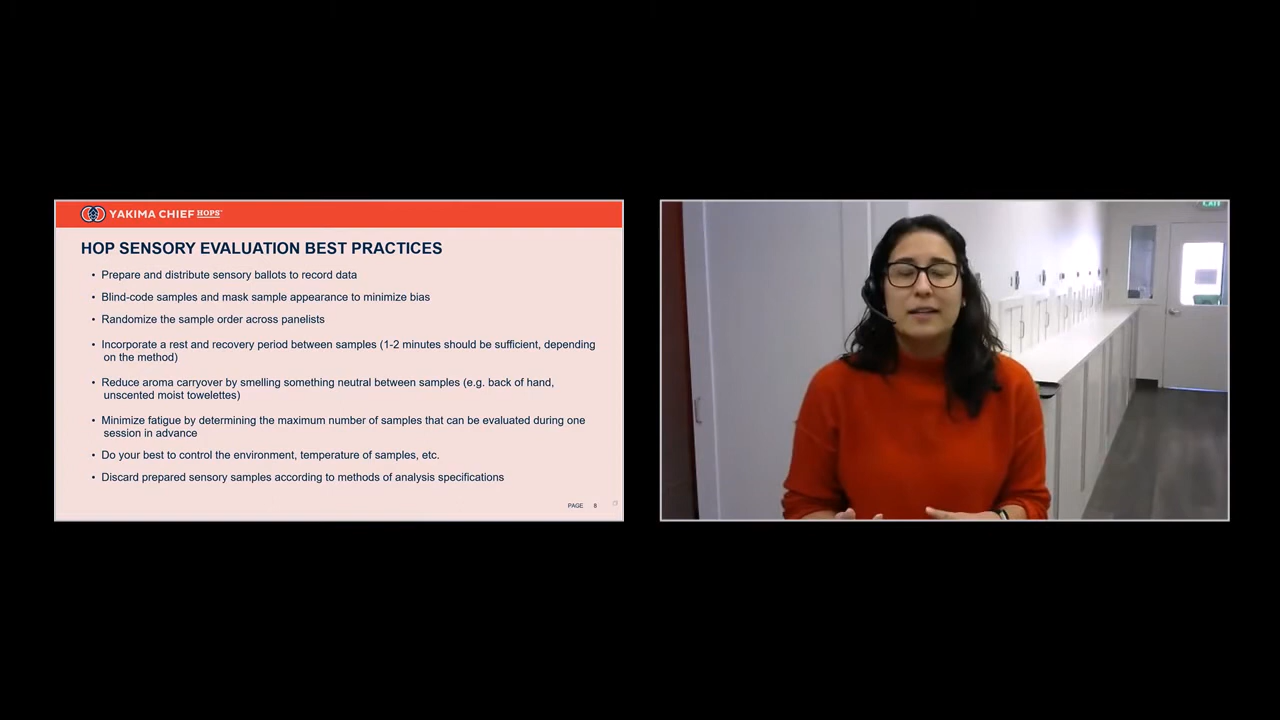 YAKIMA CHIEF HOPS
HOP SENSORY EVALUATION BEST PRACTICES
• Prepare and distribute sensory ballots to record data
• Blind-code samples and mask sample appearance to minimize bias
• Randomize the sample order across panelists
• Incorporate a rest and recovery period between samples (1-2 minutes should be sufficient, depending
on the method)
• Reduce aroma carryover by smelling something neutral between samples (e.g. back of hand,
unscented moist towelettes)
• Minimize fatigue by determining the maximum number of samples that can be evaluated during one
session in advance
• Do your best to control the environment, temperature of samples, etc.
• Discard prepared sensory samples according to methods of analysis specifications
PAGE 8
EXIT